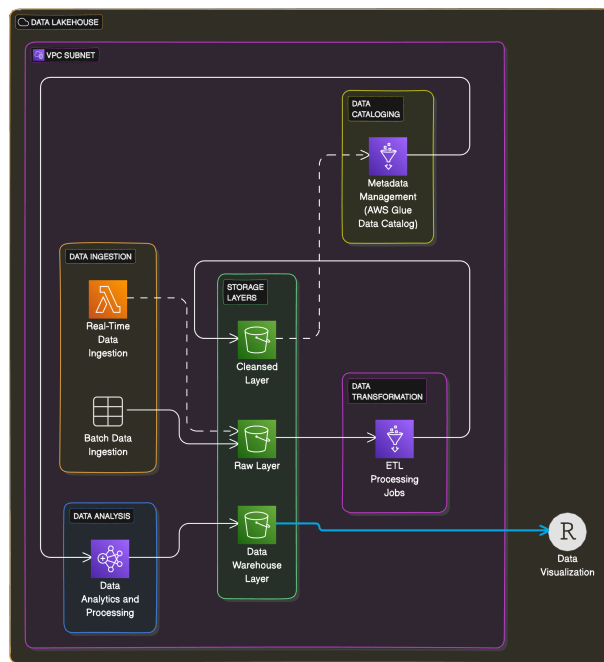 DATA LAKEHOUSE
VPC SUBNET
DATA
CATALOGING
Metadata
Management
(AWS Glue
Data Catalog)
DATA INGESTION
Real-Time
Data
Ingestion
Batch Data
Ingestion
STORAGE
LAYERS
Cleansed
Layer
Raw Layer
Data
Warehouse
Layer
DATA
TRANSFORMATION
ETL
Processing
Jobs
DATA ANALYSIS
Data
Analytics and
Processing
R
Data
Visualization